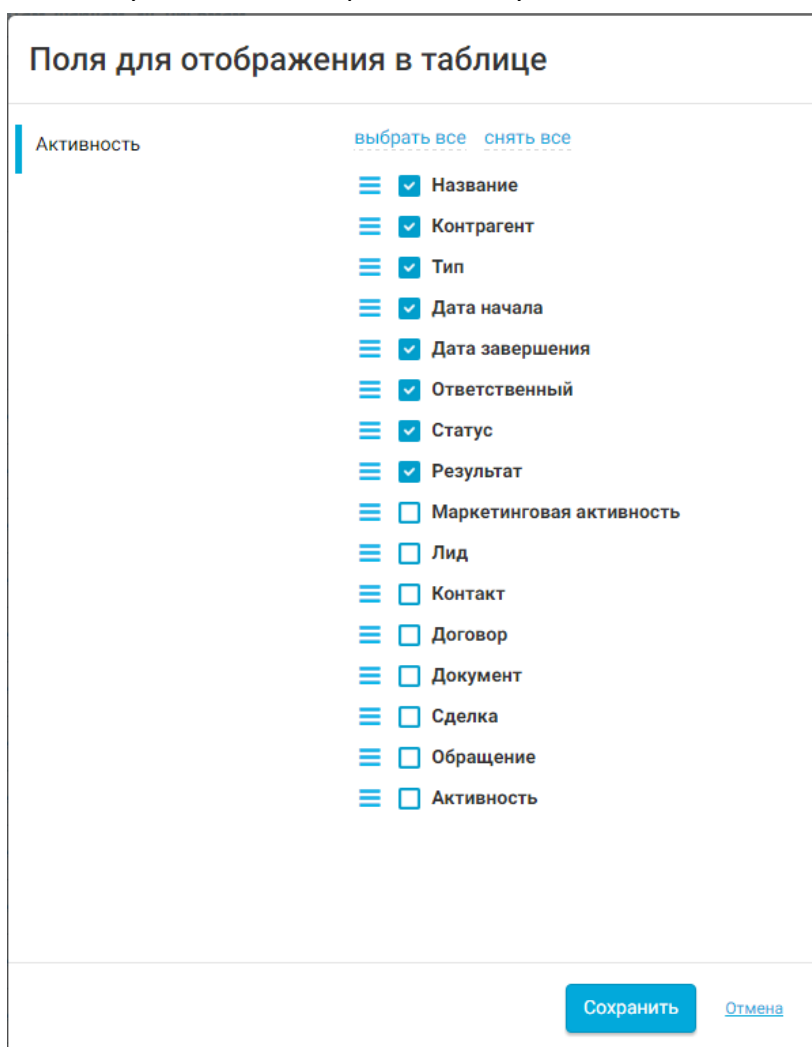 Поля для отображения в таблице
Активность
выбрать все снять все
Название
Контрагент
Тип
Дата начала
Дата завершения
Ответственный
Статус
Результат
Маркетинговая активность
Лид
Контакт
Договор
Документ
Сделка
Обращение
Активность
Сохранить Отмена